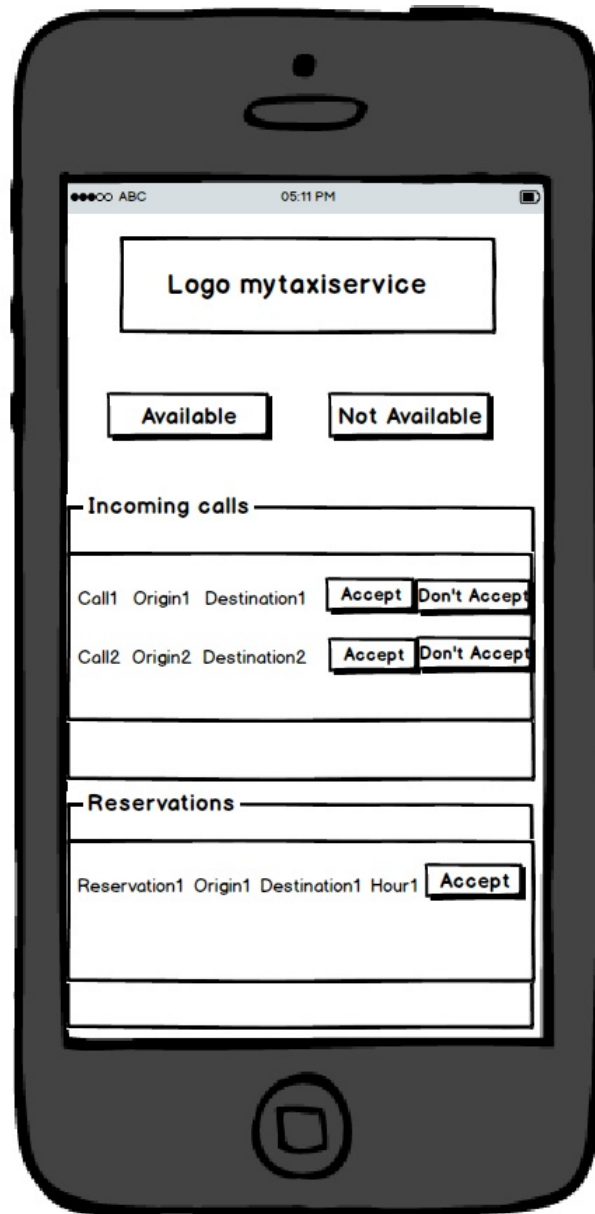 ABC 05:11 PM
Logo mytaxiservice
Available Not Available
Incoming calls
Call1 Origin1 Destination1 Accept Don't Accept
Call2 Origin2 Destination2 Accept Don't Accept
Reservations
Reservation1 Origin1 Destination1 Hour1 Accept